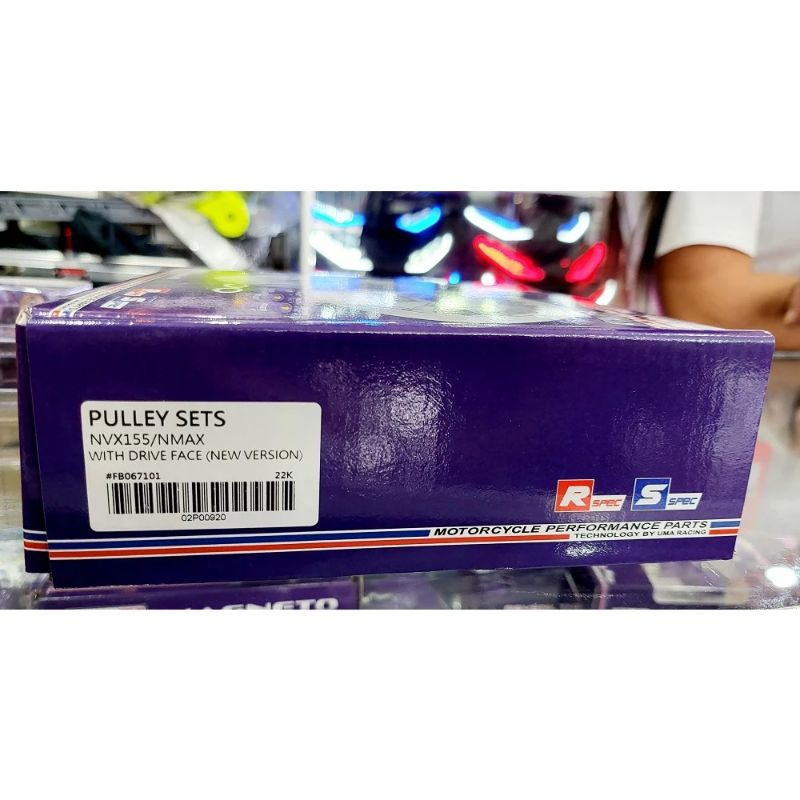 PULLEY SETS
NVX155/NMAX
WITH DRIVE FACE (NEW VERSION)
#FB067101 22K
02P00920
R SPEC S SPEC
MOTORCYCLE PERFORMANCE PARTS
TECHNOLOGY BY UMA RACING
MAGNETO